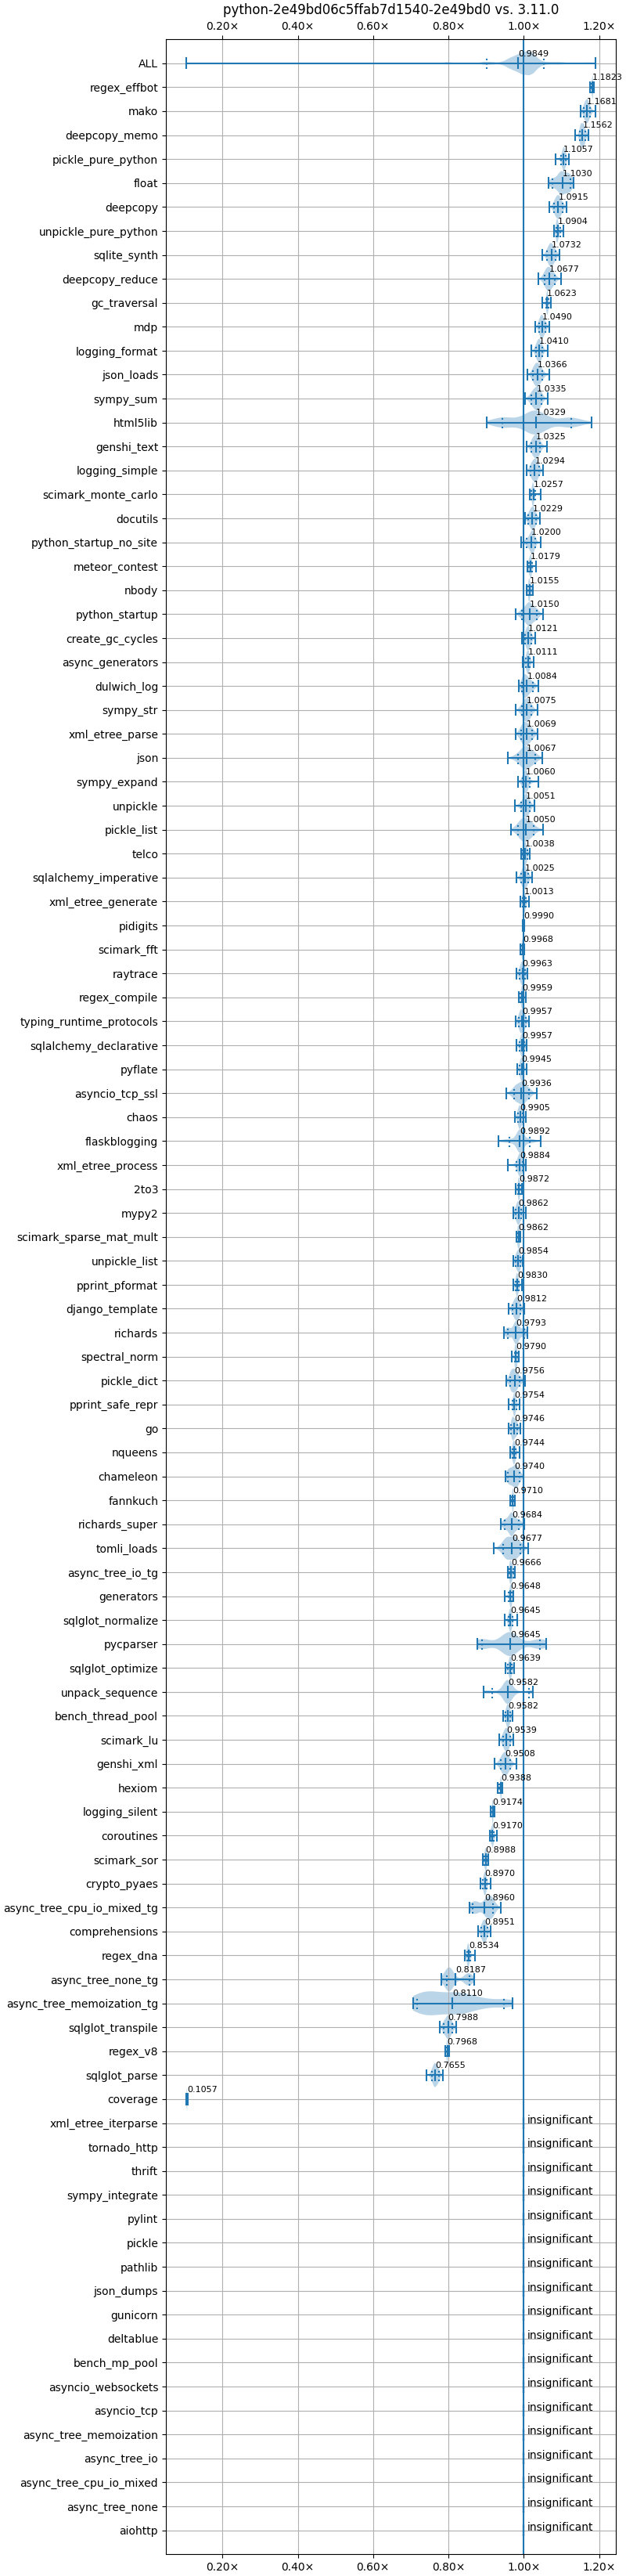 python-2e49bd06c5ffab7d1540-2e49bd0 vs. 3.11.0
0.20× 0.40× 0.60× 0.80× 1.00× 1.20×
ALL 0.9849
regex_effbot 1.1823
mako 1.1681
deepcopy_memo 1.1562
pickle_pure_python 1.1057
float 1.1030
deepcopy 1.0915
unpickle_pure_python 1.0904
sqlite_synth 1.0732
deepcopy_reduce 1.0677
gc_traversal 1.0623
mdp 1.0490
logging_format 1.0410
json_loads 1.0366
sympy_sum 1.0335
html5lib 1.0329
genshi_text 1.0325
logging_simple 1.0294
scimark_monte_carlo 1.0257
docutils 1.0229
python_startup_no_site 1.0200
meteor_contest 1.0179
nbody 1.0155
python_startup 1.0150
create_gc_cycles 1.0121
async_generators 1.0111
dulwich_log 1.0084
sympy_str 1.0075
xml_etree_parse 1.0069
json 1.0067
sympy_expand 1.0060
unpickle 1.0051
pickle_list 1.0050
telco 1.0038
sqlalchemy_imperative 1.0025
xml_etree_generate 1.0013
pidigits 0.9990
scimark_fft 0.9968
raytrace 0.9963
regex_compile 0.9959
typing_runtime_protocols 0.9957
sqlalchemy_declarative 0.9957
pyflate 0.9945
asyncio_tcp_ssl 0.9936
chaos 0.9905
flaskblogging 0.9892
xml_etree_process 0.9884
2to3 0.9872
mypy2 0.9862
scimark_sparse_mat_mult 0.9862
unpickle_list 0.9854
pprint_pformat 0.9830
django_template 0.9812
richards 0.9793
spectral_norm 0.9790
pickle_dict 0.9756
pprint_safe_repr 0.9754
go 0.9746
nqueens 0.9744
chameleon 0.9740
fannkuch 0.9710
richards_super 0.9684
tomli_loads 0.9677
async_tree_io_tg 0.9666
generators 0.9648
sqlglot_normalize 0.9645
pycparser 0.9645
sqlglot_optimize 0.9639
unpack_sequence 0.9582
bench_thread_pool 0.9582
scimark_lu 0.9539
genshi_xml 0.9508
hexiom 0.9388
logging_silent 0.9174
coroutines 0.9170
scimark_sor 0.8988
crypto_pyaes 0.8970
async_tree_cpu_io_mixed_tg 0.8960
comprehensions 0.8951
regex_dna 0.8534
async_tree_none_tg 0.8187
async_tree_memoization_tg 0.8110
sqlglot_transpile 0.7988
regex_v8 0.7968
sqlglot_parse 0.7655
coverage 0.1057
xml_etree_iterparse insignificant
tornado_http insignificant
thrift insignificant
sympy_integrate insignificant
pylint insignificant
pickle insignificant
pathlib insignificant
json_dumps insignificant
gunicorn insignificant
deltablue insignificant
bench_mp_pool insignificant
asyncio_websockets insignificant
asyncio_tcp insignificant
async_tree_memoization insignificant
async_tree_io insignificant
async_tree_cpu_io_mixed insignificant
async_tree_none insignificant
aiohttp insignificant
0.20× 0.40× 0.60× 0.80× 1.00× 1.20×